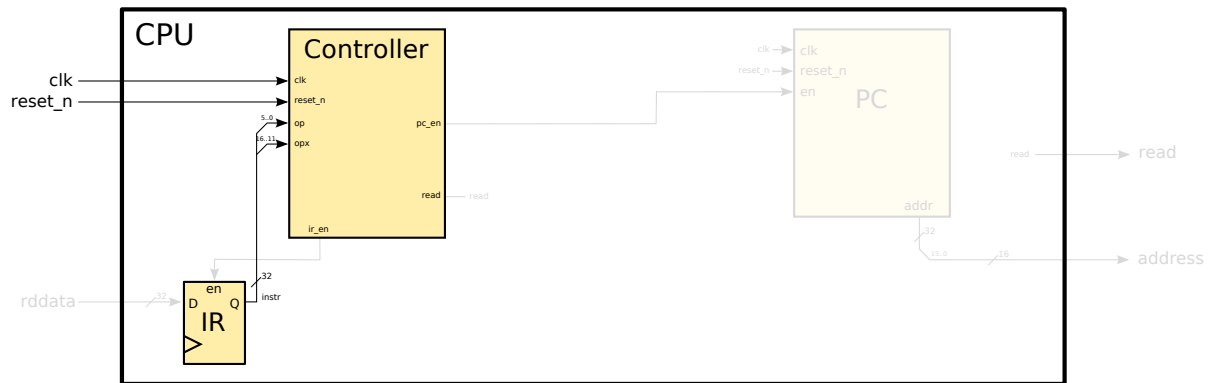 CPU
Controller
clk
reset_n
clk
reset_n
op
opx
5..0
16..11
pc_en
read
read
ir_en
clk
reset_n
clk
reset_n
en
PC
addr
32
15..0
16
read
read
address
rddata
32
en
D
Q
IR
32
instr